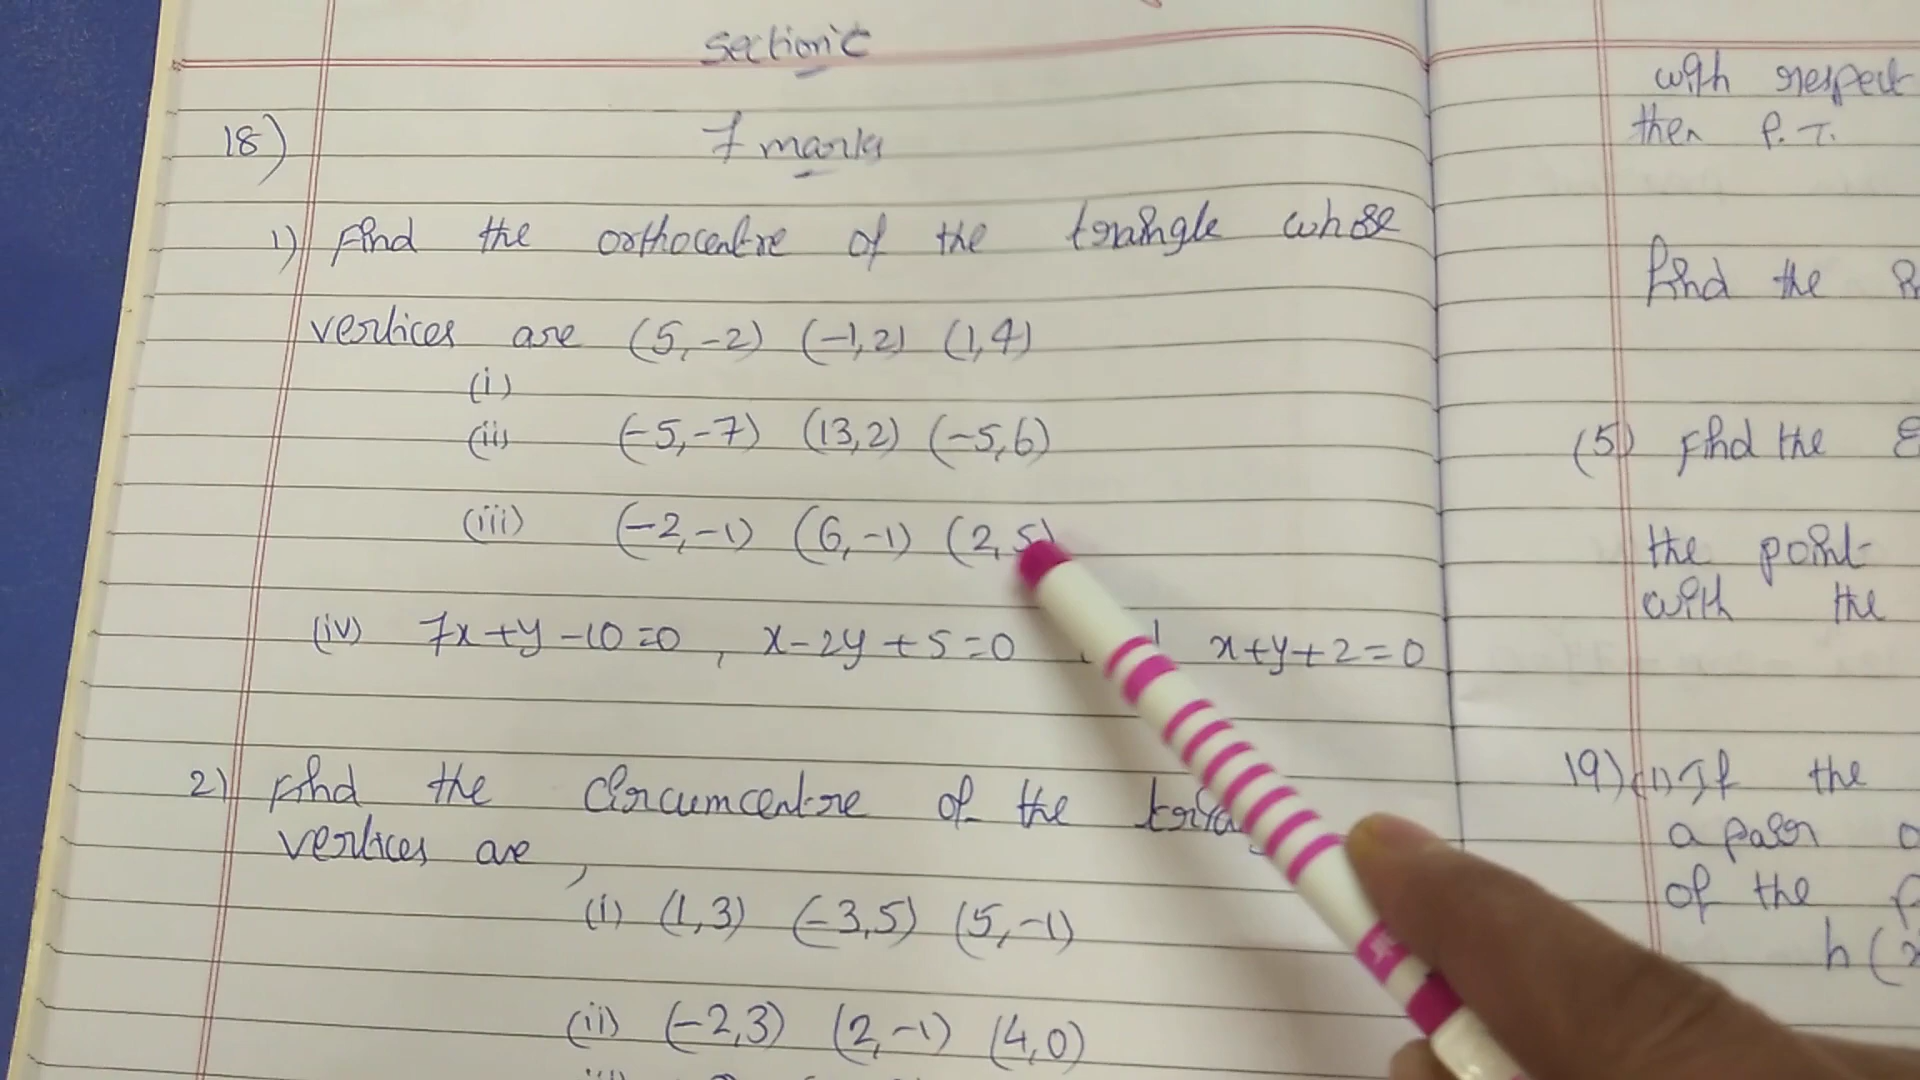 Section 'C
18) 7 marks
1) Find the orthocentre of the traingle whose
vertices are (5,-2) (-1,2) (1,4)
(i)
(ii) (-5,-7) (13,2) (-5,6)
(iii) (-2,-1) (6,-1) (2,5)
(iv) 7x+y-10=0, x-2y+5=0 x+y+2=0
2) Find the circumcentre of the
vertices are,
(i) (1,3) (-3,5) (5,-1)
(ii) (-2,3) (2,-1) (4,0)
with respect
then P.T.
find the
(5) Find the
the point
with the
19) (1) If the
a pair
of the